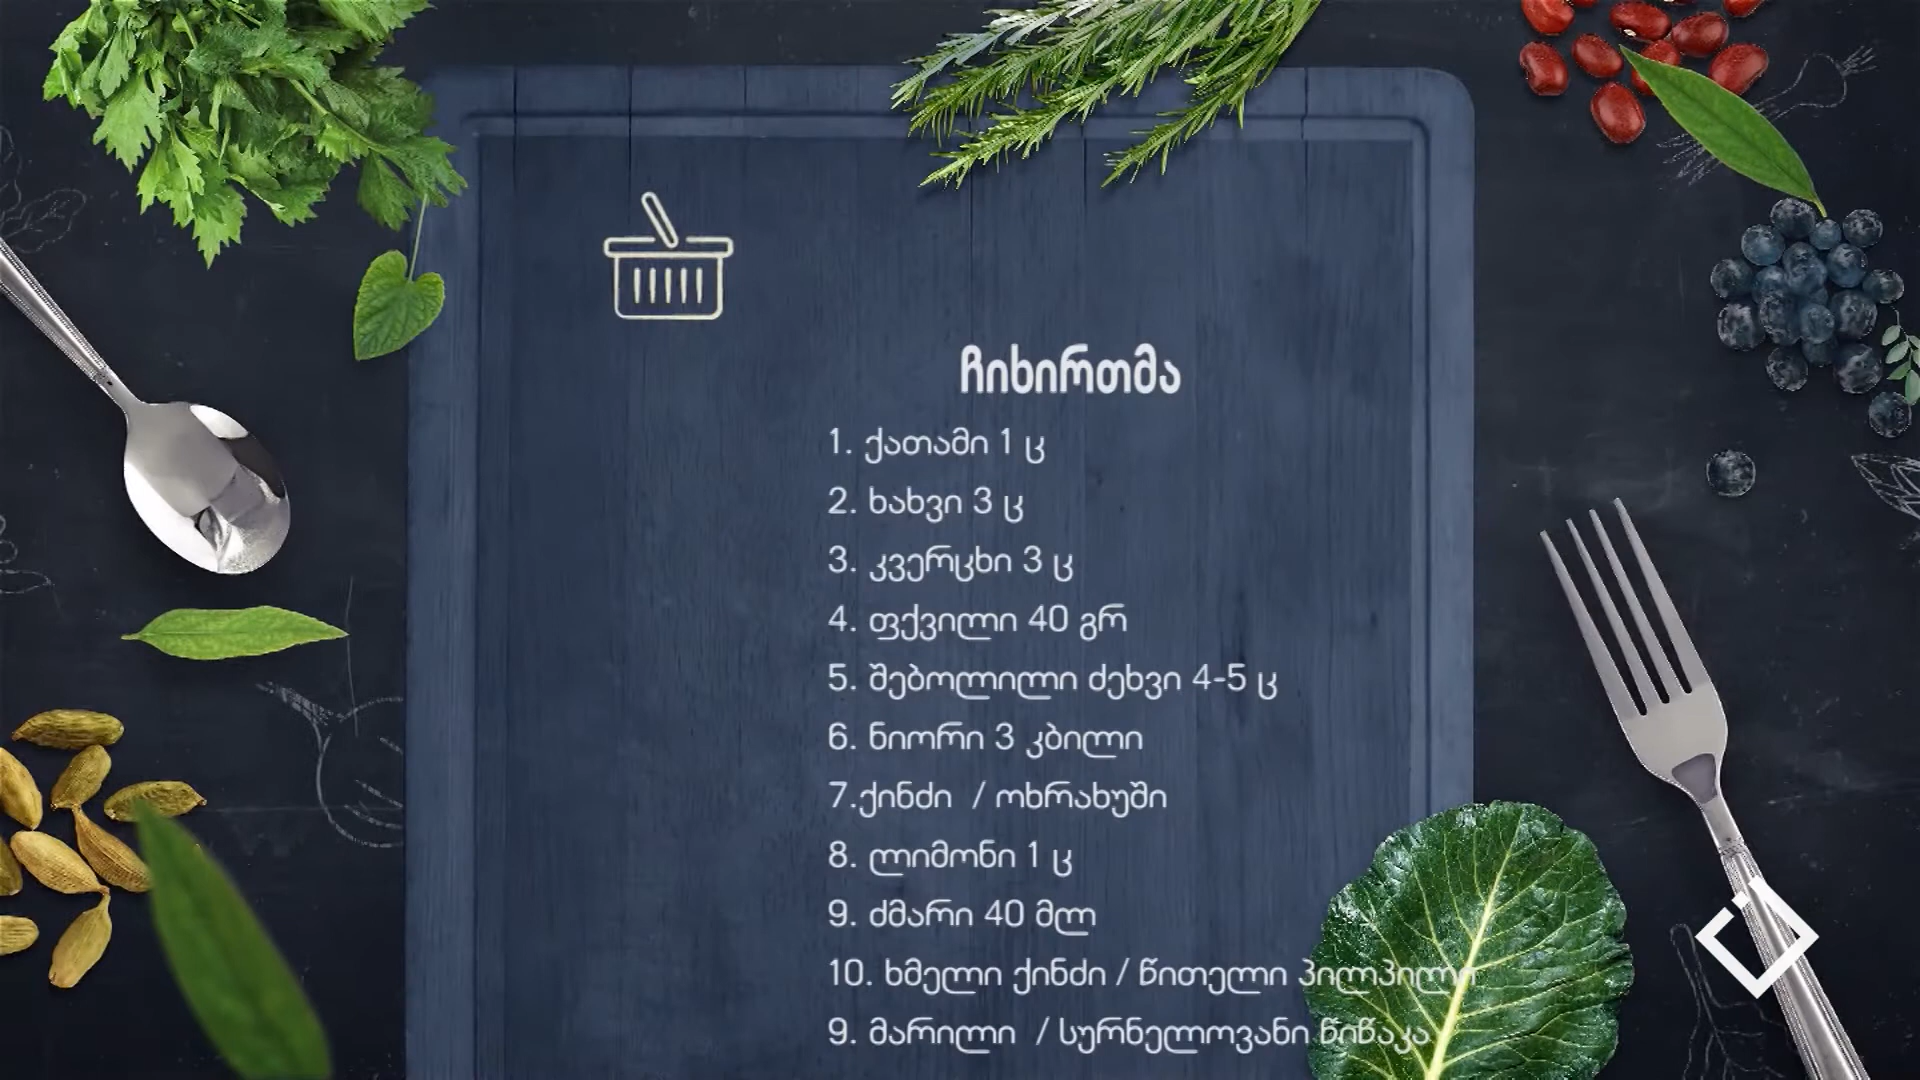 ჩიხირთმა
1. ქათამი 1 ც
2. ხახვი 3 ც
3. კვერცხი 3 ც
4. ფქვილი 40 გრ
5. შებოლილი ძეხვი 4-5 ც
6. ნიორი 3 კბილი
7.ქინძი / ოხრახუში
8. ლიმონი 1 ც
9. ძმარი 40 მლ
10. ხმელი ქინძი / წითელი პილპილი
9. მარილი / სურნელოვანი წიწაკა